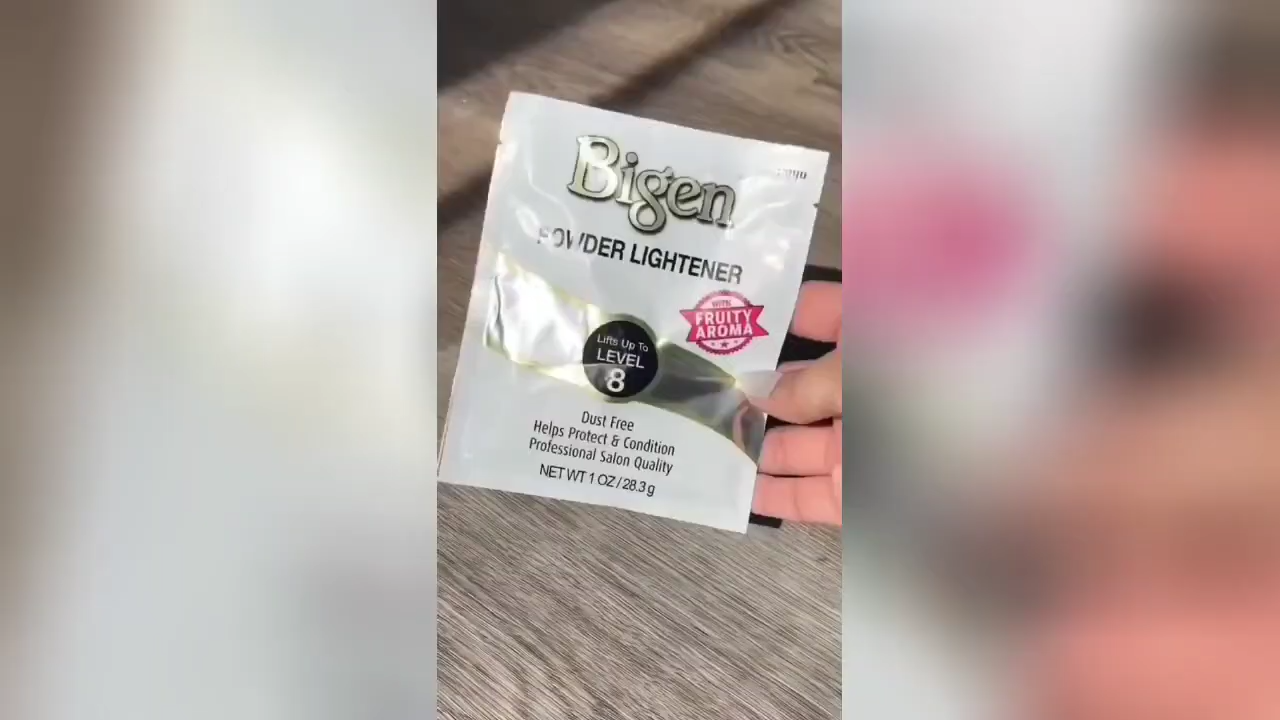 Bigen
POWDER LIGHTENER
WITH
FRUITY
AROMA
Lifts Up To
LEVEL
8
Dust Free
Helps Protect & Condition
Professional Salon Quality
NET WT 1 OZ / 28.3 g